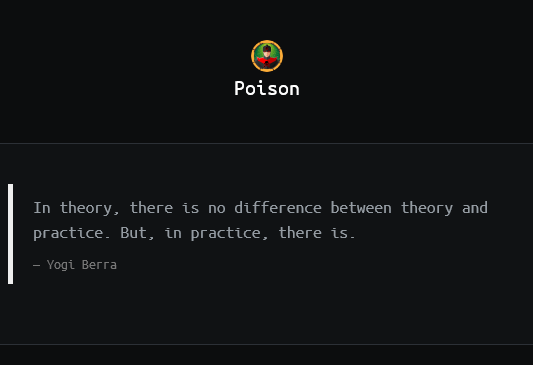 Poison
In theory, there is no difference between theory and
practice. But, in practice, there is.
— Yogi Berra